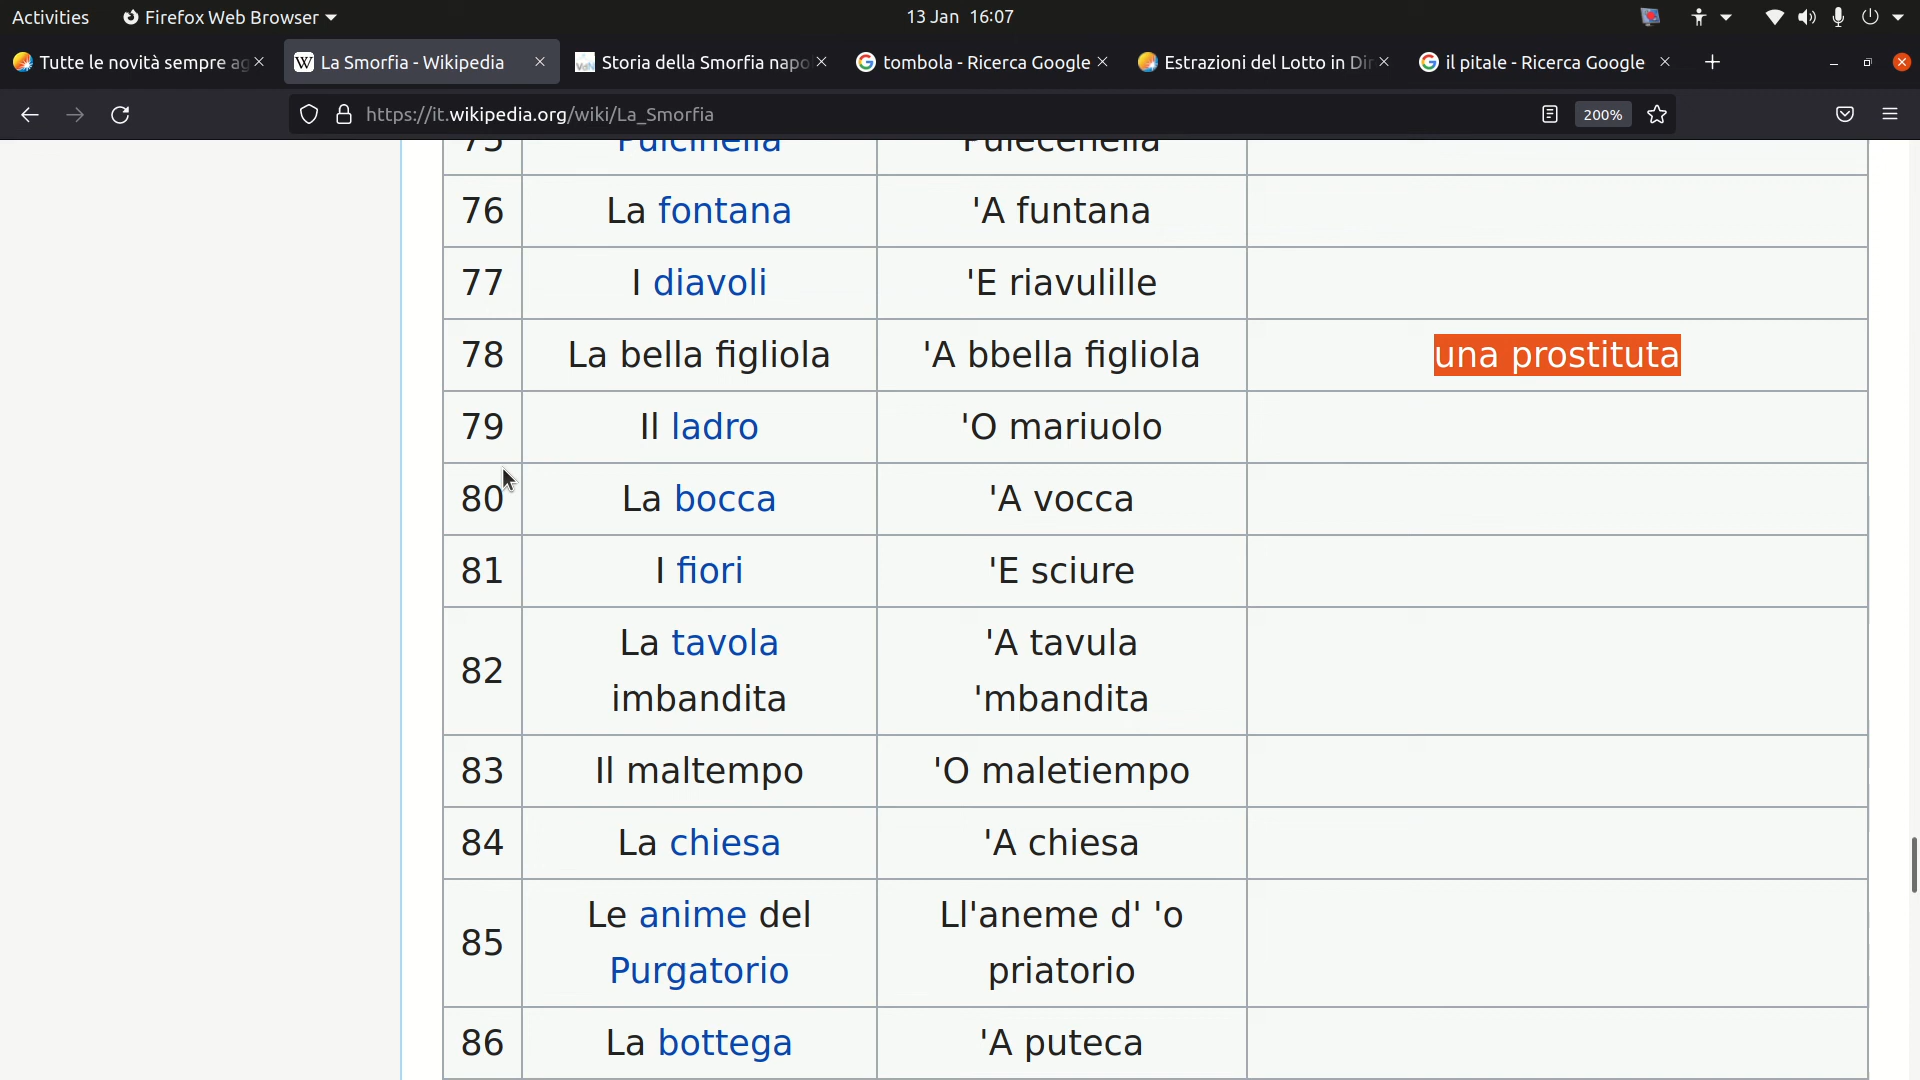 Activities Firefox Web Browser 13 Jan 16:07
Tutte le novità sempre ag La Smorfia - Wikipedia Storia della Smorfia napo tombola - Ricerca Google Estrazioni del Lotto in Dir il pitale - Ricerca Google
https://it.wikipedia.org/wiki/La_Smorfia 200%
75 Pulcinella Pulecenella
76 La fontana 'A funtana
77 I diavoli 'E riavulille
78 La bella figliola 'A bbella figliola una prostituta
79 Il ladro 'O mariuolo
80 La bocca 'A vocca
81 I fiori 'E sciure
82 La tavola imbandita 'A tavula 'mbandita
83 Il maltempo 'O maletiempo
84 La chiesa 'A chiesa
85 Le anime del Purgatorio Ll'aneme d' 'o priatorio
86 La bottega 'A puteca